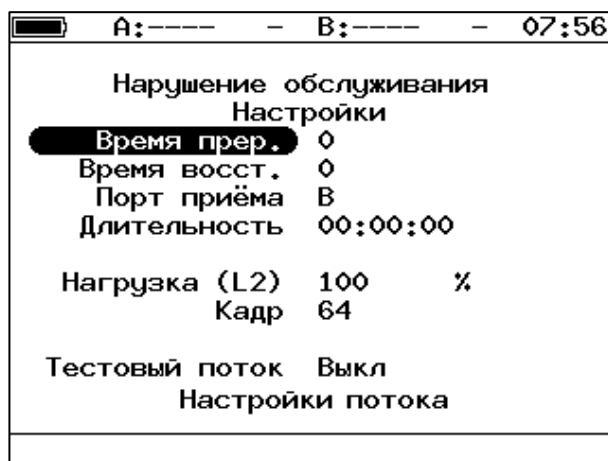 A:---- - B:---- - 07:56
Нарушение обслуживания
Настройки
Время прер. 0
Время восст. 0
Порт приёма B
Длительность 00:00:00
Нагрузка (L2) 100 %
Кадр 64
Тестовый поток Выкл
Настройки потока